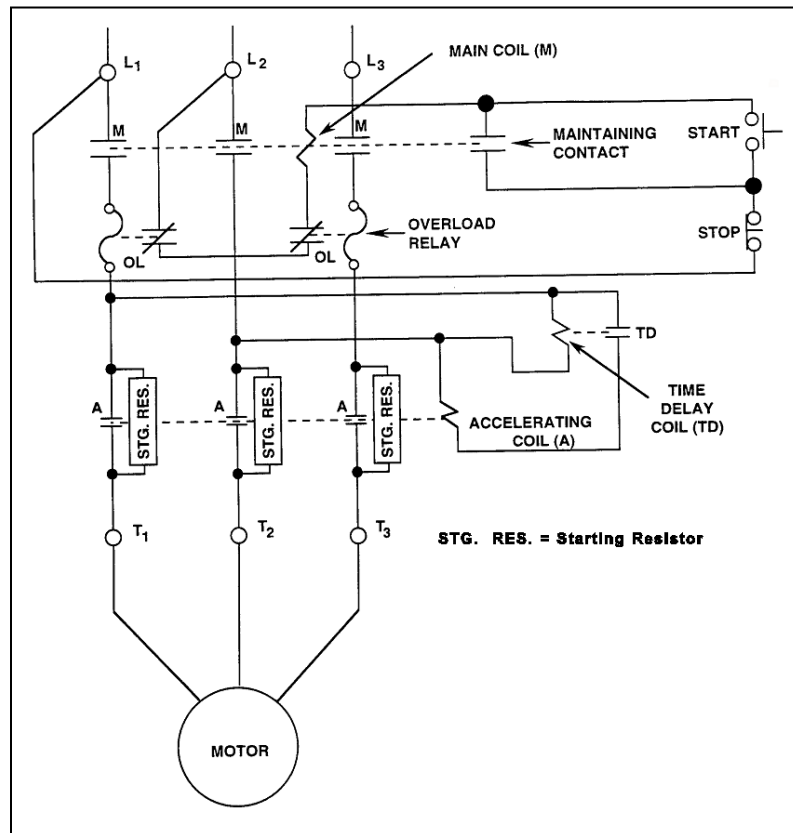 L1
L2
L3
MAIN COIL (M)
M
M
M
MAINTAINING
CONTACT
START
OVERLOAD
RELAY
STOP
OL
OL
TD
TIME
DELAY
COIL (TD)
A
STG. RES.
A
STG. RES.
A
STG. RES.
ACCELERATING
COIL (A)
T1
T2
T3
STG. RES. = Starting Resistor
MOTOR